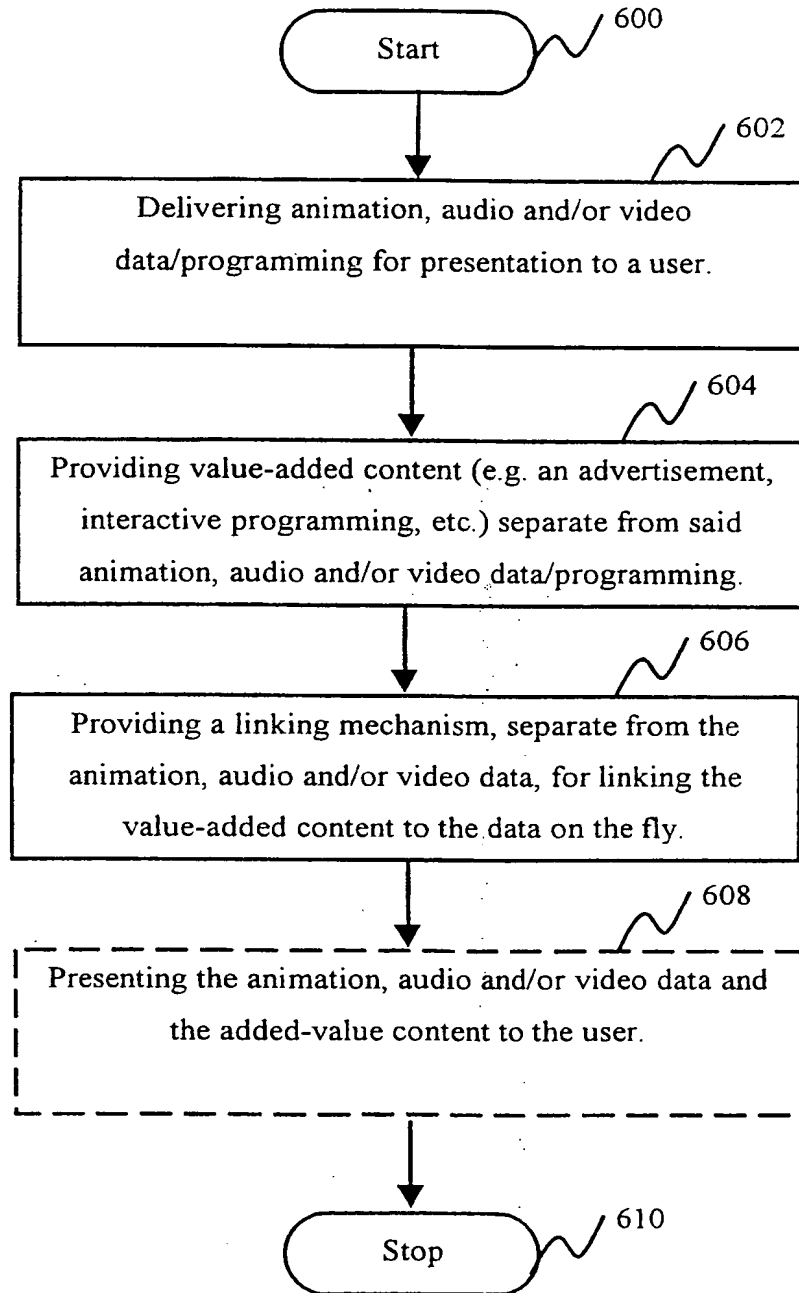 Start
600
602
Delivering animation, audio and/or video
data/programming for presentation to a user.
604
Providing value-added content (e.g. an advertisement,
interactive programming, etc.) separate from said
animation, audio and/or video data/programming.
606
Providing a linking mechanism, separate from the
animation, audio and/or video data, for linking the
value-added content to the data on the fly.
608
Presenting the animation, audio and/or video data and
the added-value content to the user.
Stop
610